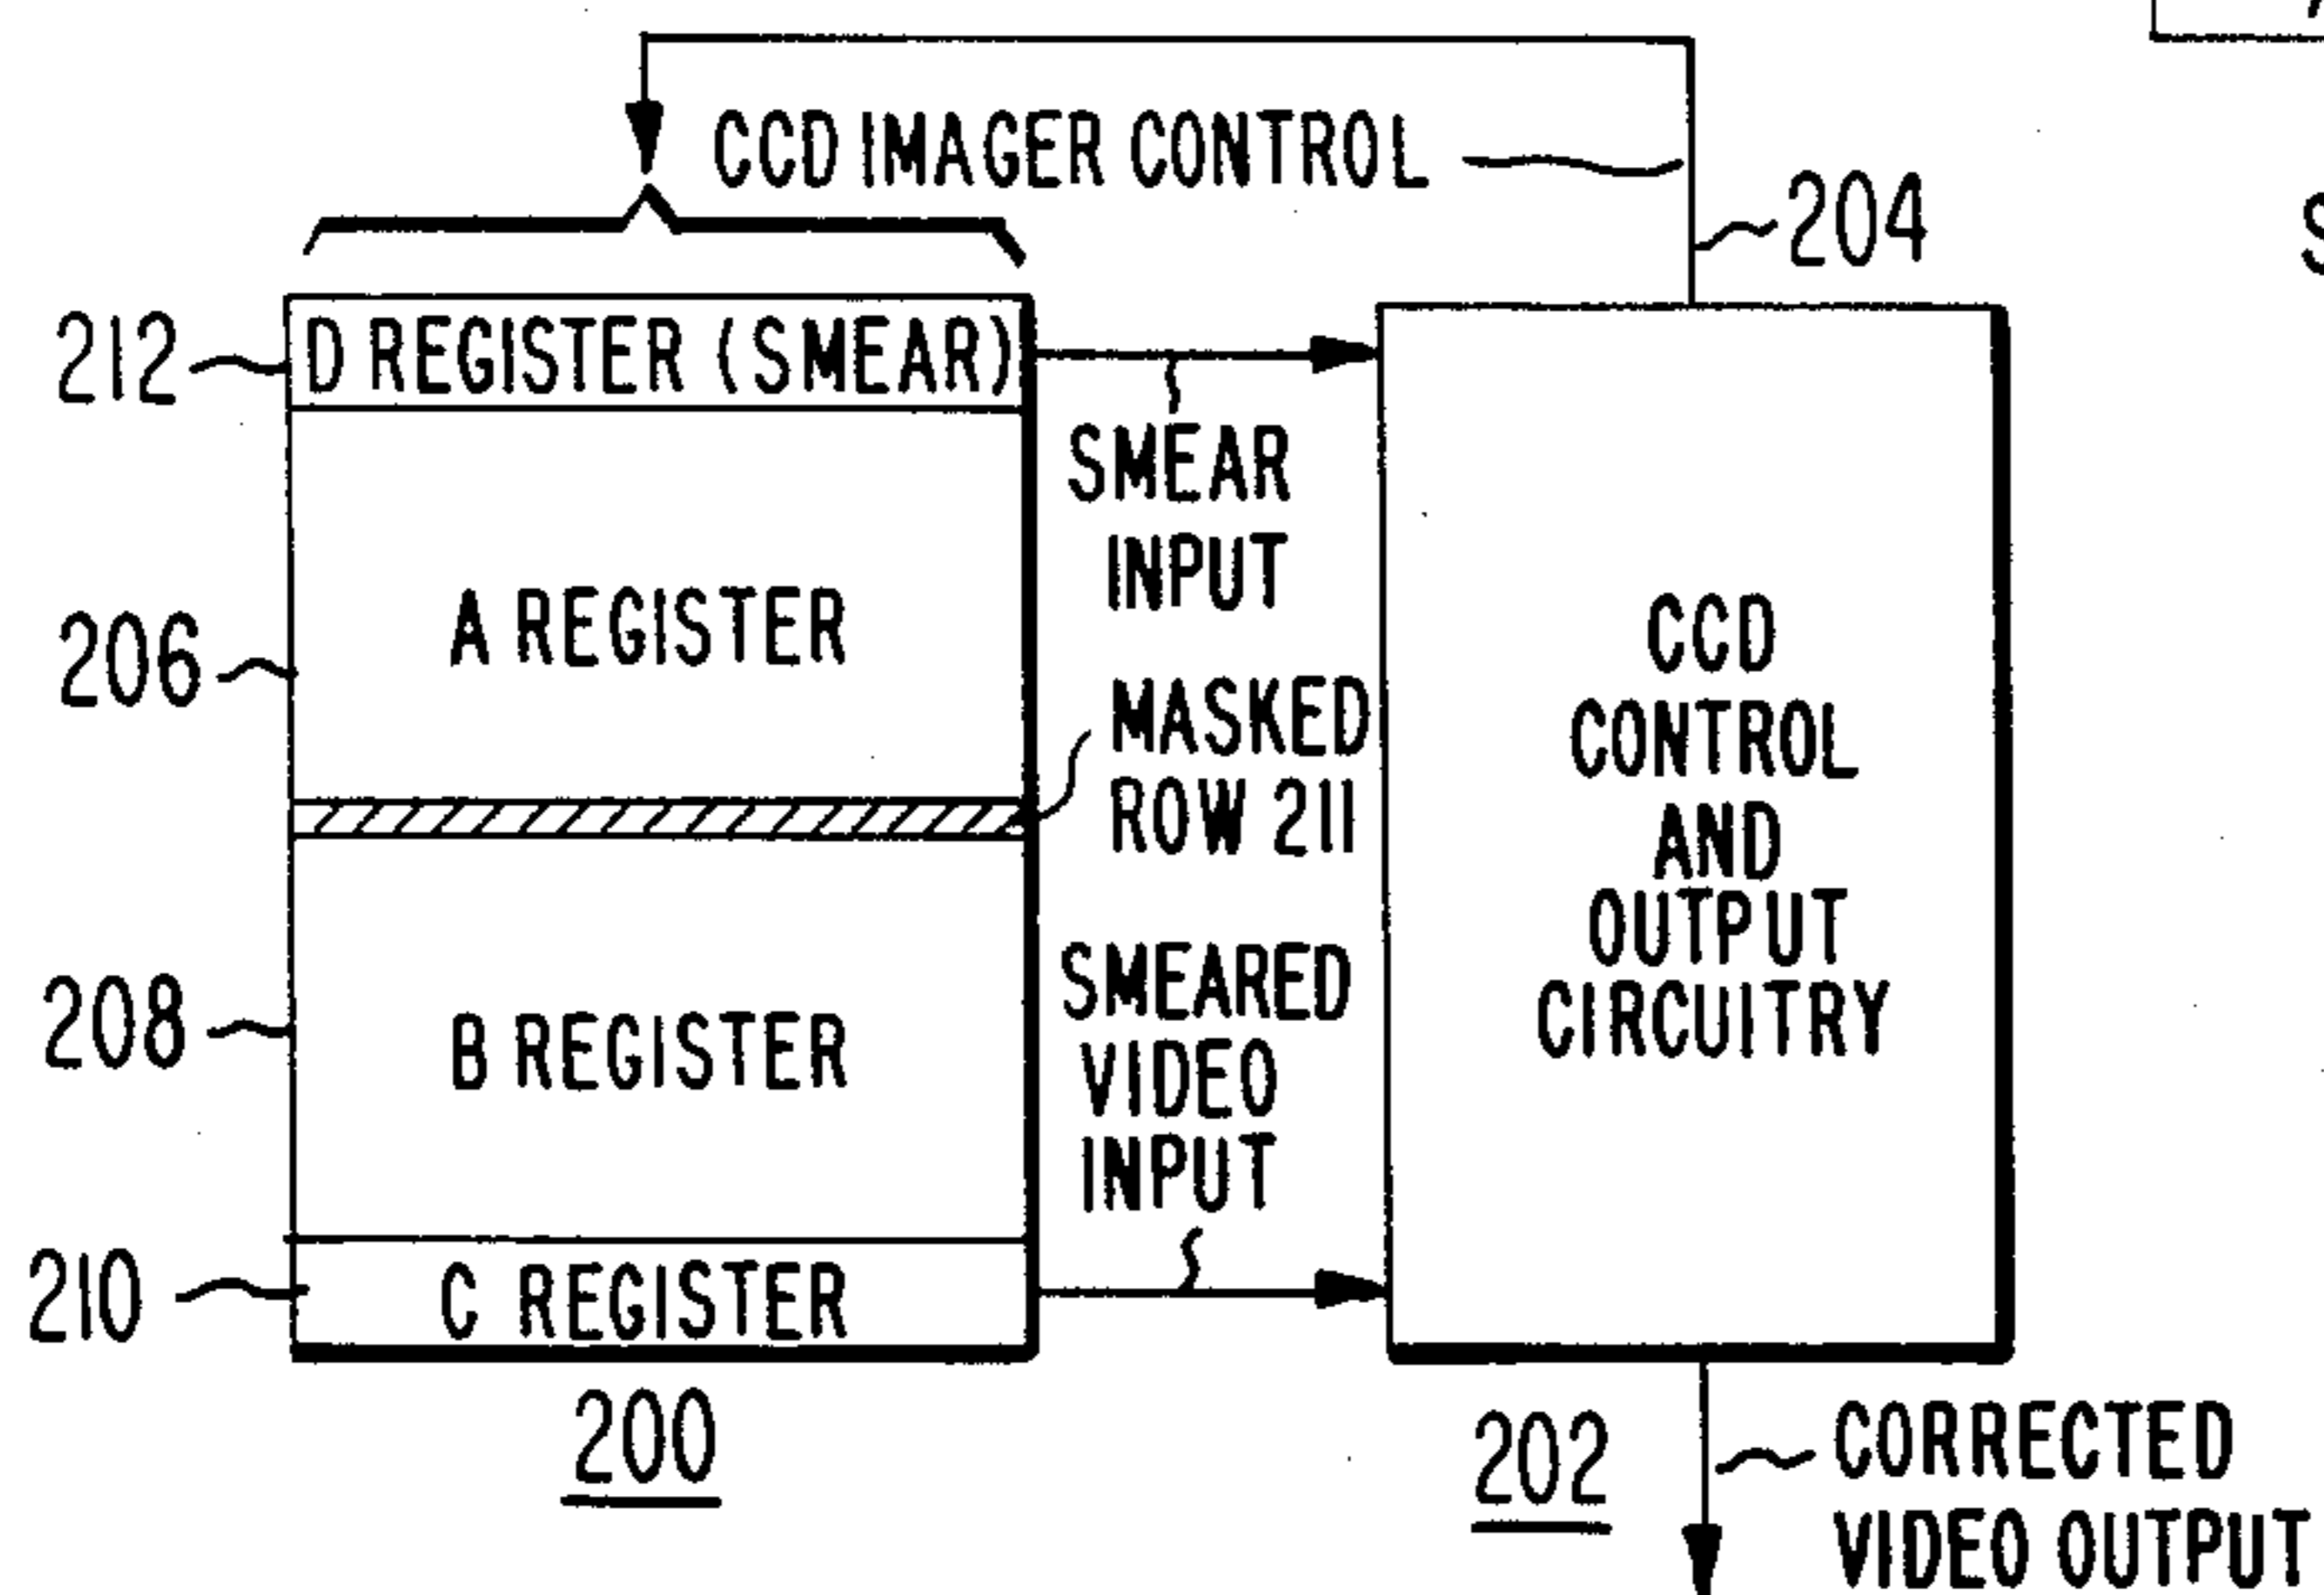 CCD IMAGER CONTROL
204
212
D REGISTER (SMEAR)
SMEAR
INPUT
206
A REGISTER
MASKED
ROW 211
CCD
CONTROL
AND
OUTPUT
CIRCUITRY
208
B REGISTER
SMEARED
VIDEO
INPUT
210
C REGISTER
200
202
CORRECTED
VIDEO OUTPUT